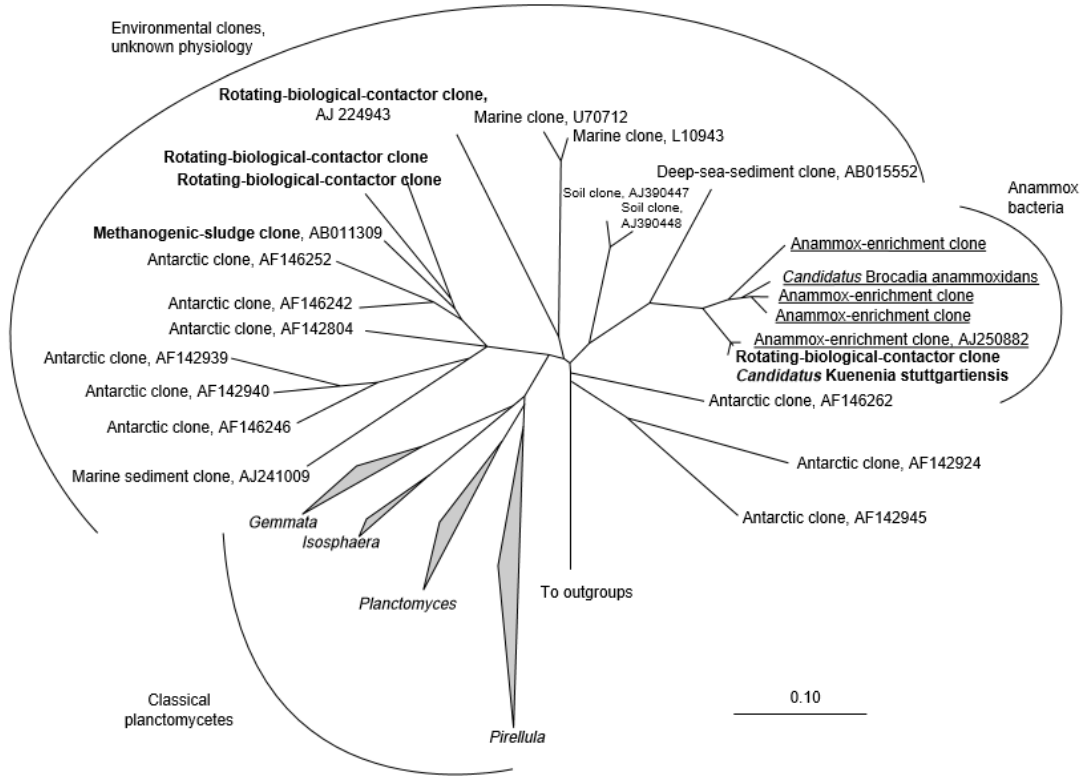 Environmental clones,
unknown physiology
Rotating-biological-contactor clone,
AJ 224943
Marine clone, U70712
Marine clone, L10943
Rotating-biological-contactor clone
Rotating-biological-contactor clone
Deep-sea-sediment clone, AB015552
Soil clone, AJ390447
Soil clone,
AJ390448
Anammox
bacteria
Methanogenic-sludge clone, AB011309
Antarctic clone, AF146252
Anammox-enrichment clone
Candidatus Brocadia anammoxidans
Anammox-enrichment clone
Anammox-enrichment clone
Antarctic clone, AF146242
Antarctic clone, AF142804
Anammox-enrichment clone, AJ250882
Rotating-biological-contactor clone
Candidatus Kuenenia stuttgartiensis
Antarctic clone, AF142939
Antarctic clone, AF142940
Antarctic clone, AF146246
Antarctic clone, AF146262
Marine sediment clone, AJ241009
Antarctic clone, AF142924
Antarctic clone, AF142945
Gemmata
Isosphaera
Planctomyces
To outgroups
Classical
planctomycetes
0.10
Pirellula